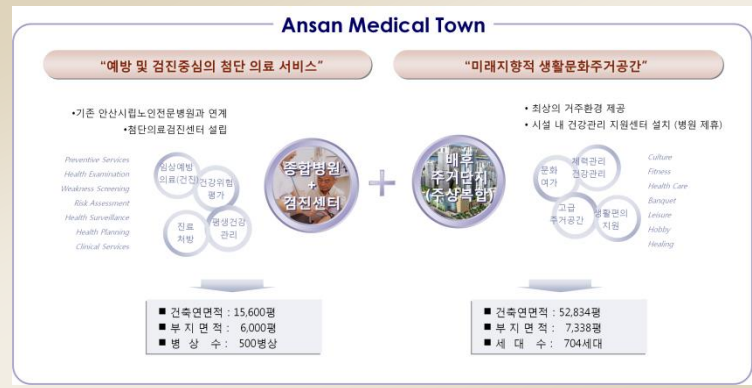 Ansan Medical Town
“예방 및 검진중심의 첨단 의료 서비스”
•기존 안산시립노인전문병원과 연계
•첨단의료검진센터 설립
Preventive Services
Health Examination
Weakness Screening
Risk Assessment
Health Surveillance
Health Planning
Clinical Services
임상예방
의료(건진)
건강위험
평가
진료
처방
평생건강
관리
종합병원
+
검진센터
■ 건축연면적 : 15,600평
■ 부 지 면 적 : 6,000평
■ 병 상 수 : 500병상
+
“미래지향적 생활문화주거공간”
• 최상의 거주환경 제공
• 시설 내 건강관리 지원센터 설치 (병원 제휴)
배후
주거단지
(주상복합)
문화
여가
체력관리
건강관리
고급
주거공간
생활편의
지원
Culture
Fitness
Health Care
Banquet
Leisure
Hobby
Healing
■ 건축연면적 : 52,834평
■ 부 지 면 적 : 7,338평
■ 세 대 수 : 704세대